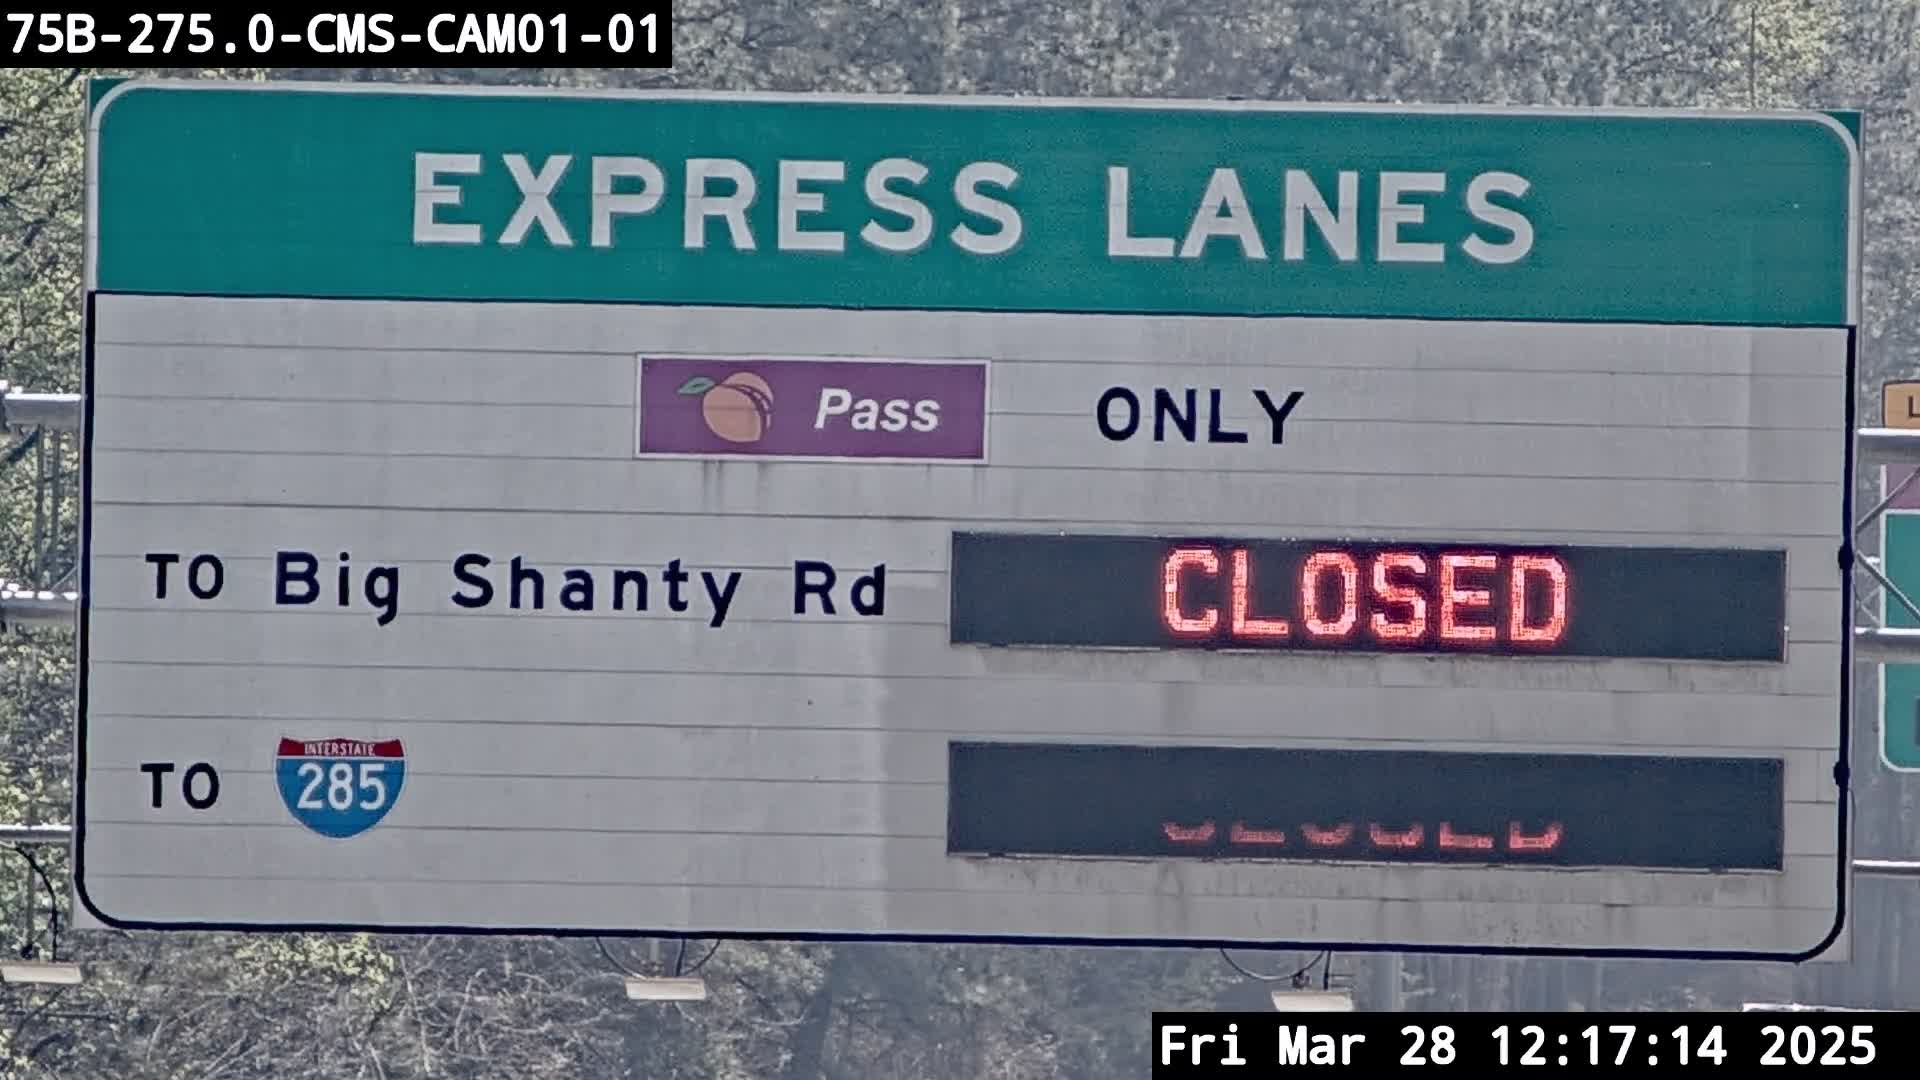 75B-275.0-CMS-CAM01-01
EXPRESS LANES
Pass ONLY
TO Big Shanty Rd CLOSED
INTERSTATE
TO 285
Fri Mar 28 12:17:14 2025